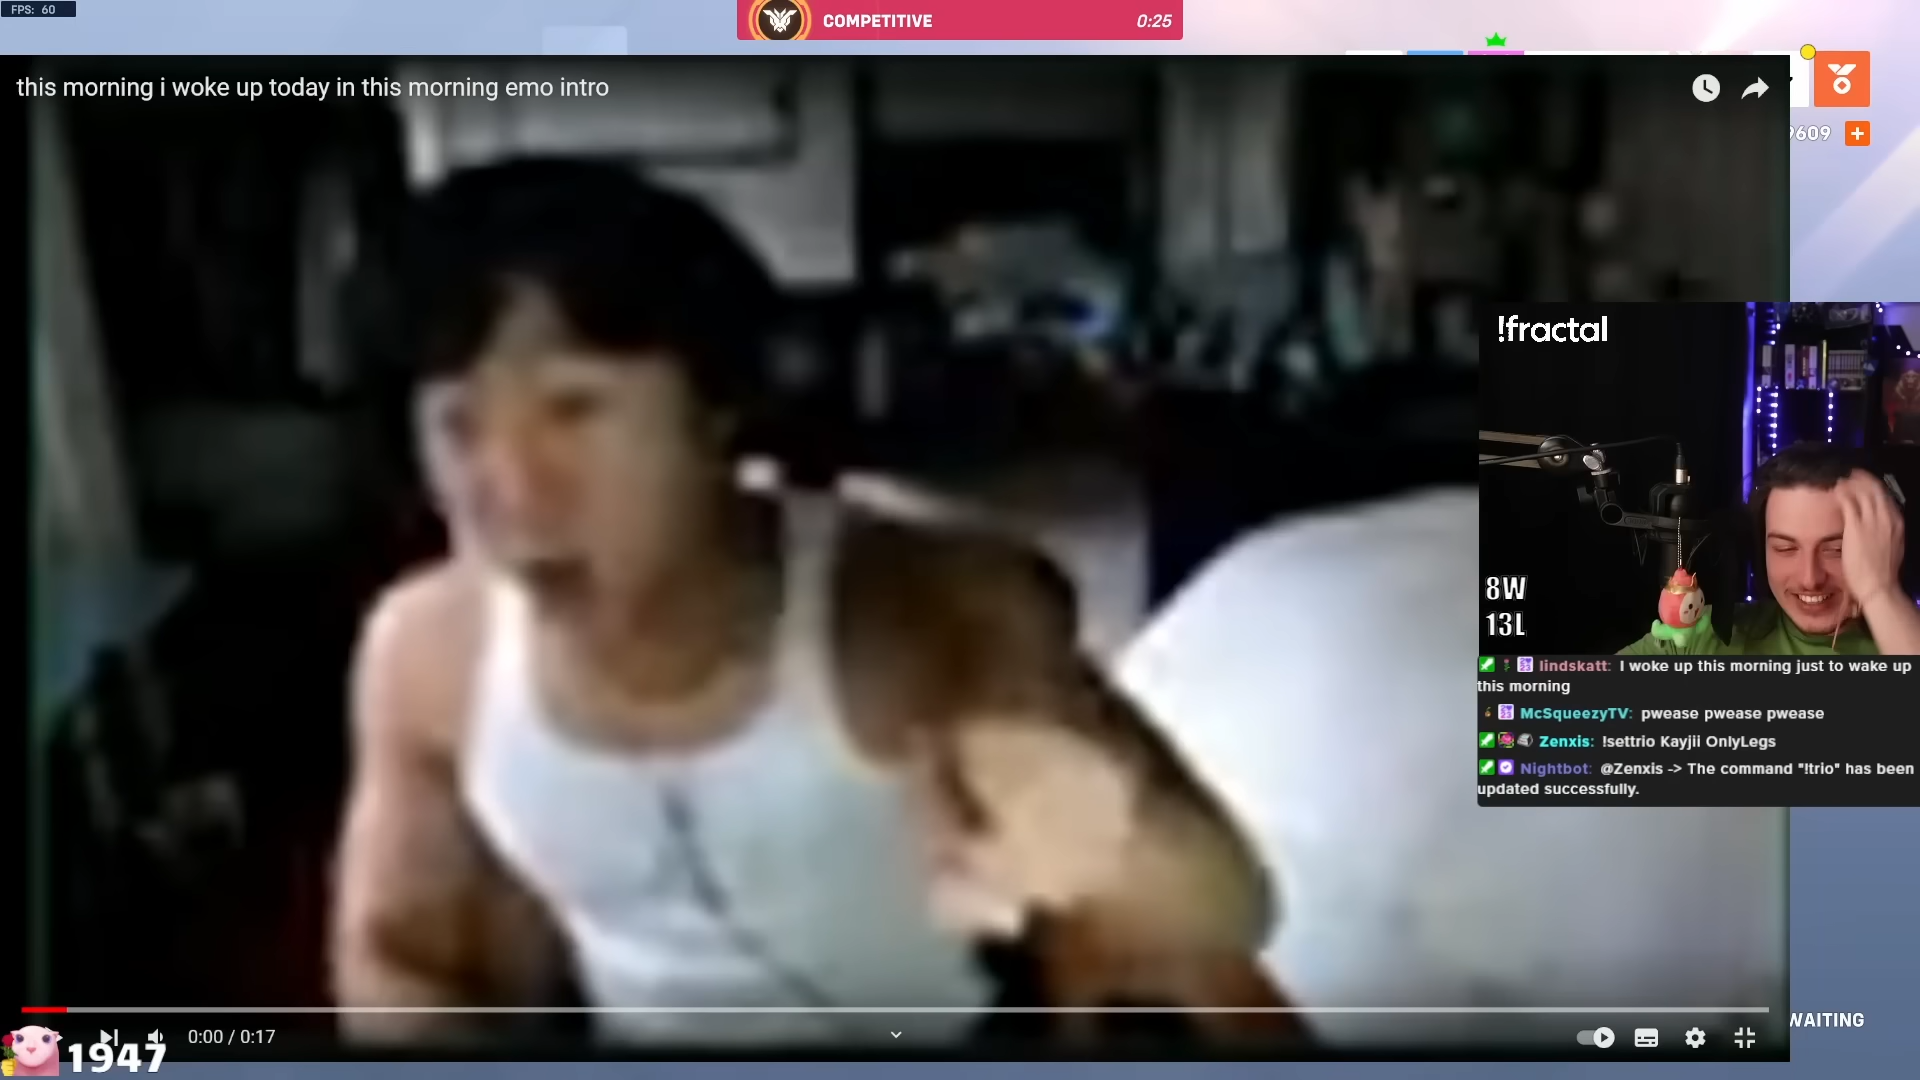 FPS: 60
COMPETITIVE
0:25
this morning i woke up today in this morning emo intro
9609
!fractal
8W
13L
lindskatt: I woke up this morning just to wake up
this morning
McSqueezyTV: pwease pwease pwease
Zenxis: !settrio Kayjii OnlyLegs
Nightbot: @Zenxis -> The command "!trio" has been
updated successfully.
WAITING
0:00 / 0:17
1947